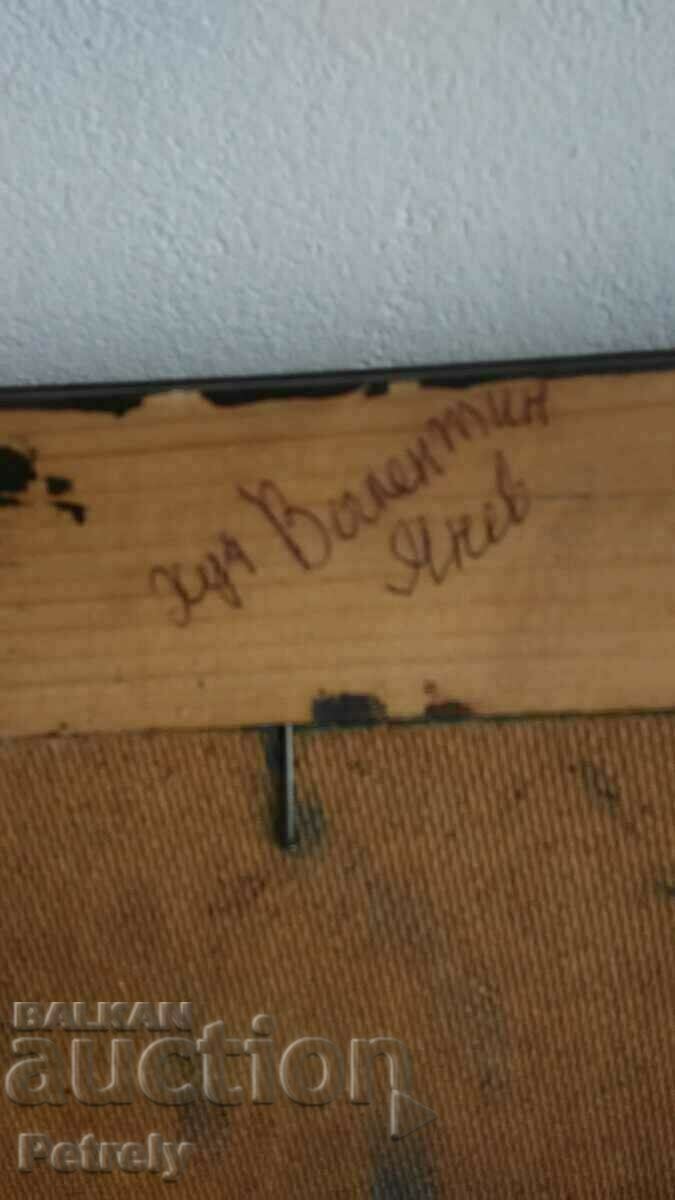 худ Валентин
Янев
BALKAN
auction
Petrely